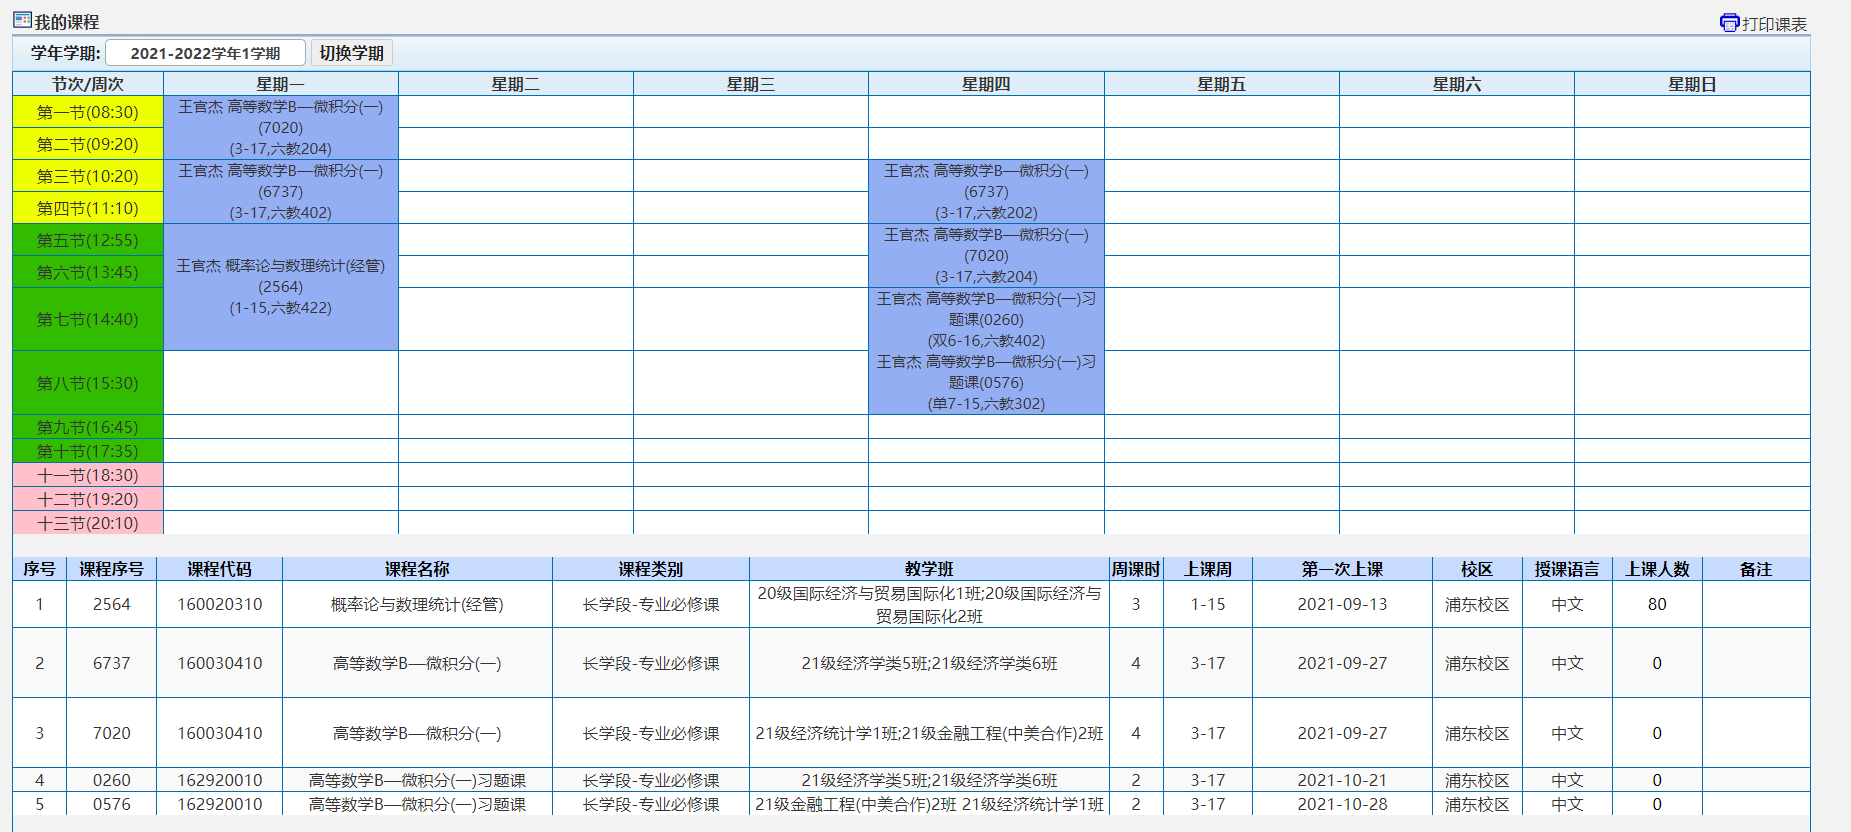 我的课程
打印课表
学年学期: 2021-2022学年1学期 切换学期
节次/周次 星期一 星期二 星期三 星期四 星期五 星期六 星期日
第一节(08:30)
第二节(09:20)
王官杰 高等数学B—微积分(一)
(7020)
(3-17,六教204)
第三节(10:20)
第四节(11:10)
王官杰 高等数学B—微积分(一)
(6737)
(3-17,六教402)
王官杰 高等数学B—微积分(一)
(6737)
(3-17,六教202)
第五节(12:55)
第六节(13:45)
第七节(14:40)
王官杰 概率论与数理统计(经管)
(2564)
(1-15,六教422)
王官杰 高等数学B—微积分(一)
(7020)
(3-17,六教204)
王官杰 高等数学B—微积分(一)习
题课(0260)
(双6-16,六教402)
王官杰 高等数学B—微积分(一)习
题课(0576)
(单7-15,六教302)
第八节(15:30)
第九节(16:45)
第十节(17:35)
十一节(18:30)
十二节(19:20)
十三节(20:10)
序号 课程序号 课程代码 课程名称 课程类别 教学班 周课时 上课周 第一次上课 校区 授课语言 上课人数 备注
1 2564 160020310 概率论与数理统计(经管) 长学段-专业必修课 20级国际经济与贸易国际化1班;20级国际经济与
贸易国际化2班 3 1-15 2021-09-13 浦东校区 中文 80
2 6737 160030410 高等数学B—微积分(一) 长学段-专业必修课 21级经济学类5班;21级经济学类6班 4 3-17 2021-09-27 浦东校区 中文 0
3 7020 160030410 高等数学B—微积分(一) 长学段-专业必修课 21级经济统计学1班;21级金融工程(中美合作)2班 4 3-17 2021-09-27 浦东校区 中文 0
4 0260 162920010 高等数学B—微积分(一)习题课 长学段-专业必修课 21级经济学类5班;21级经济学类6班 2 3-17 2021-10-21 浦东校区 中文 0
5 0576 162920010 高等数学B—微积分(一)习题课 长学段-专业必修课 21级金融工程(中美合作)2班 21级经济统计学1班 2 3-17 2021-10-28 浦东校区 中文 0